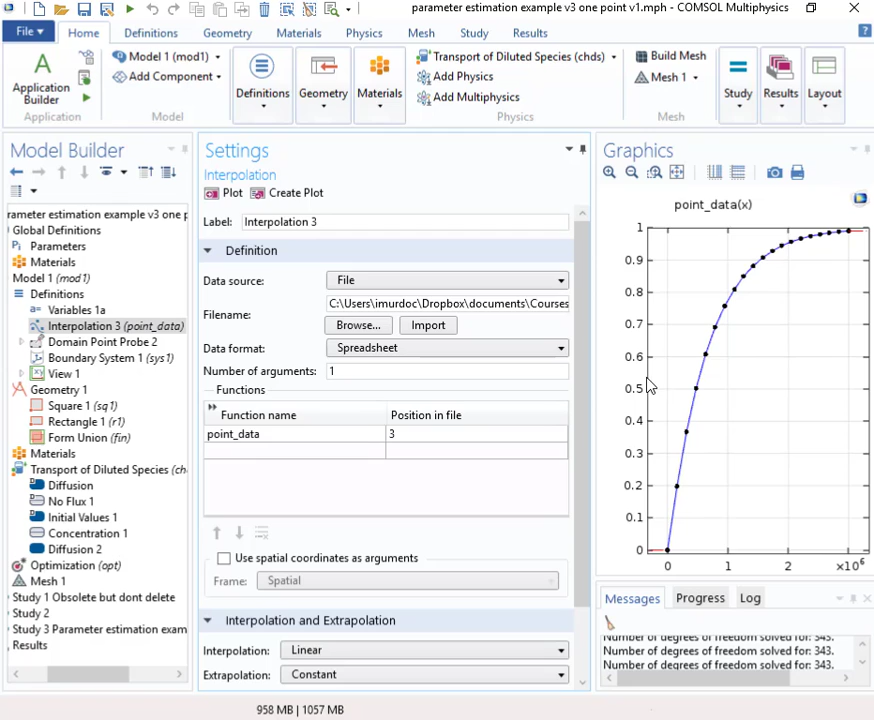 parameter estimation example v3 one point v1.mph - COMSOL Multiphysics
File
Home
Definitions
Geometry
Materials
Physics
Mesh
Study
Results
?
A
Application
Builder
Application
Model 1 (mod1)
Add Component
Model
Definitions
Geometry
Materials
Transport of Diluted Species (chds)
Add Physics
Add Multiphysics
Physics
Build Mesh
Mesh 1
Mesh
Study
Results
Layout
Model Builder
rameter estimation example v3 one p
Global Definitions
Pi Parameters
Materials
Model 1 (mod1)
Definitions
a= Variables 1a
Interpolation 3 (point_data)
Domain Point Probe 2
Boundary System 1 (sys1)
View 1
Geometry 1
Square 1 (sq1)
Rectangle 1 (r1)
Form Union (fin)
Materials
Transport of Diluted Species (ch
Diffusion
No Flux 1
Initial Values 1
Concentration 1
Diffusion 2
Optimization (opt)
Mesh 1
Study 1 Obsolete but dont delete
Study 2
Study 3 Parameter estimation exam
Results
Settings
Interpolation
Plot
Create Plot
Label: Interpolation 3
Definition
Data source: File
Filename: C:\Users\imurdoc\Dropbox\documents\Courses
Browse...
Import
Data format: Spreadsheet
Number of arguments: 1
Functions
Function name
Position in file
point_data
3
Use spatial coordinates as arguments
Frame: Spatial
Interpolation and Extrapolation
Interpolation: Linear
Extrapolation: Constant
Graphics
point_data(x)
1
0.9
0.8
0.7
0.6
0.5
0.4
0.3
0.2
0.1
0
0 1 2 ×10⁶
Messages
Progress
Log
Number of degrees of freedom solved for: 343.
Number of degrees of freedom solved for: 343.
Number of degrees of freedom solved for: 343.
958 MB | 1057 MB